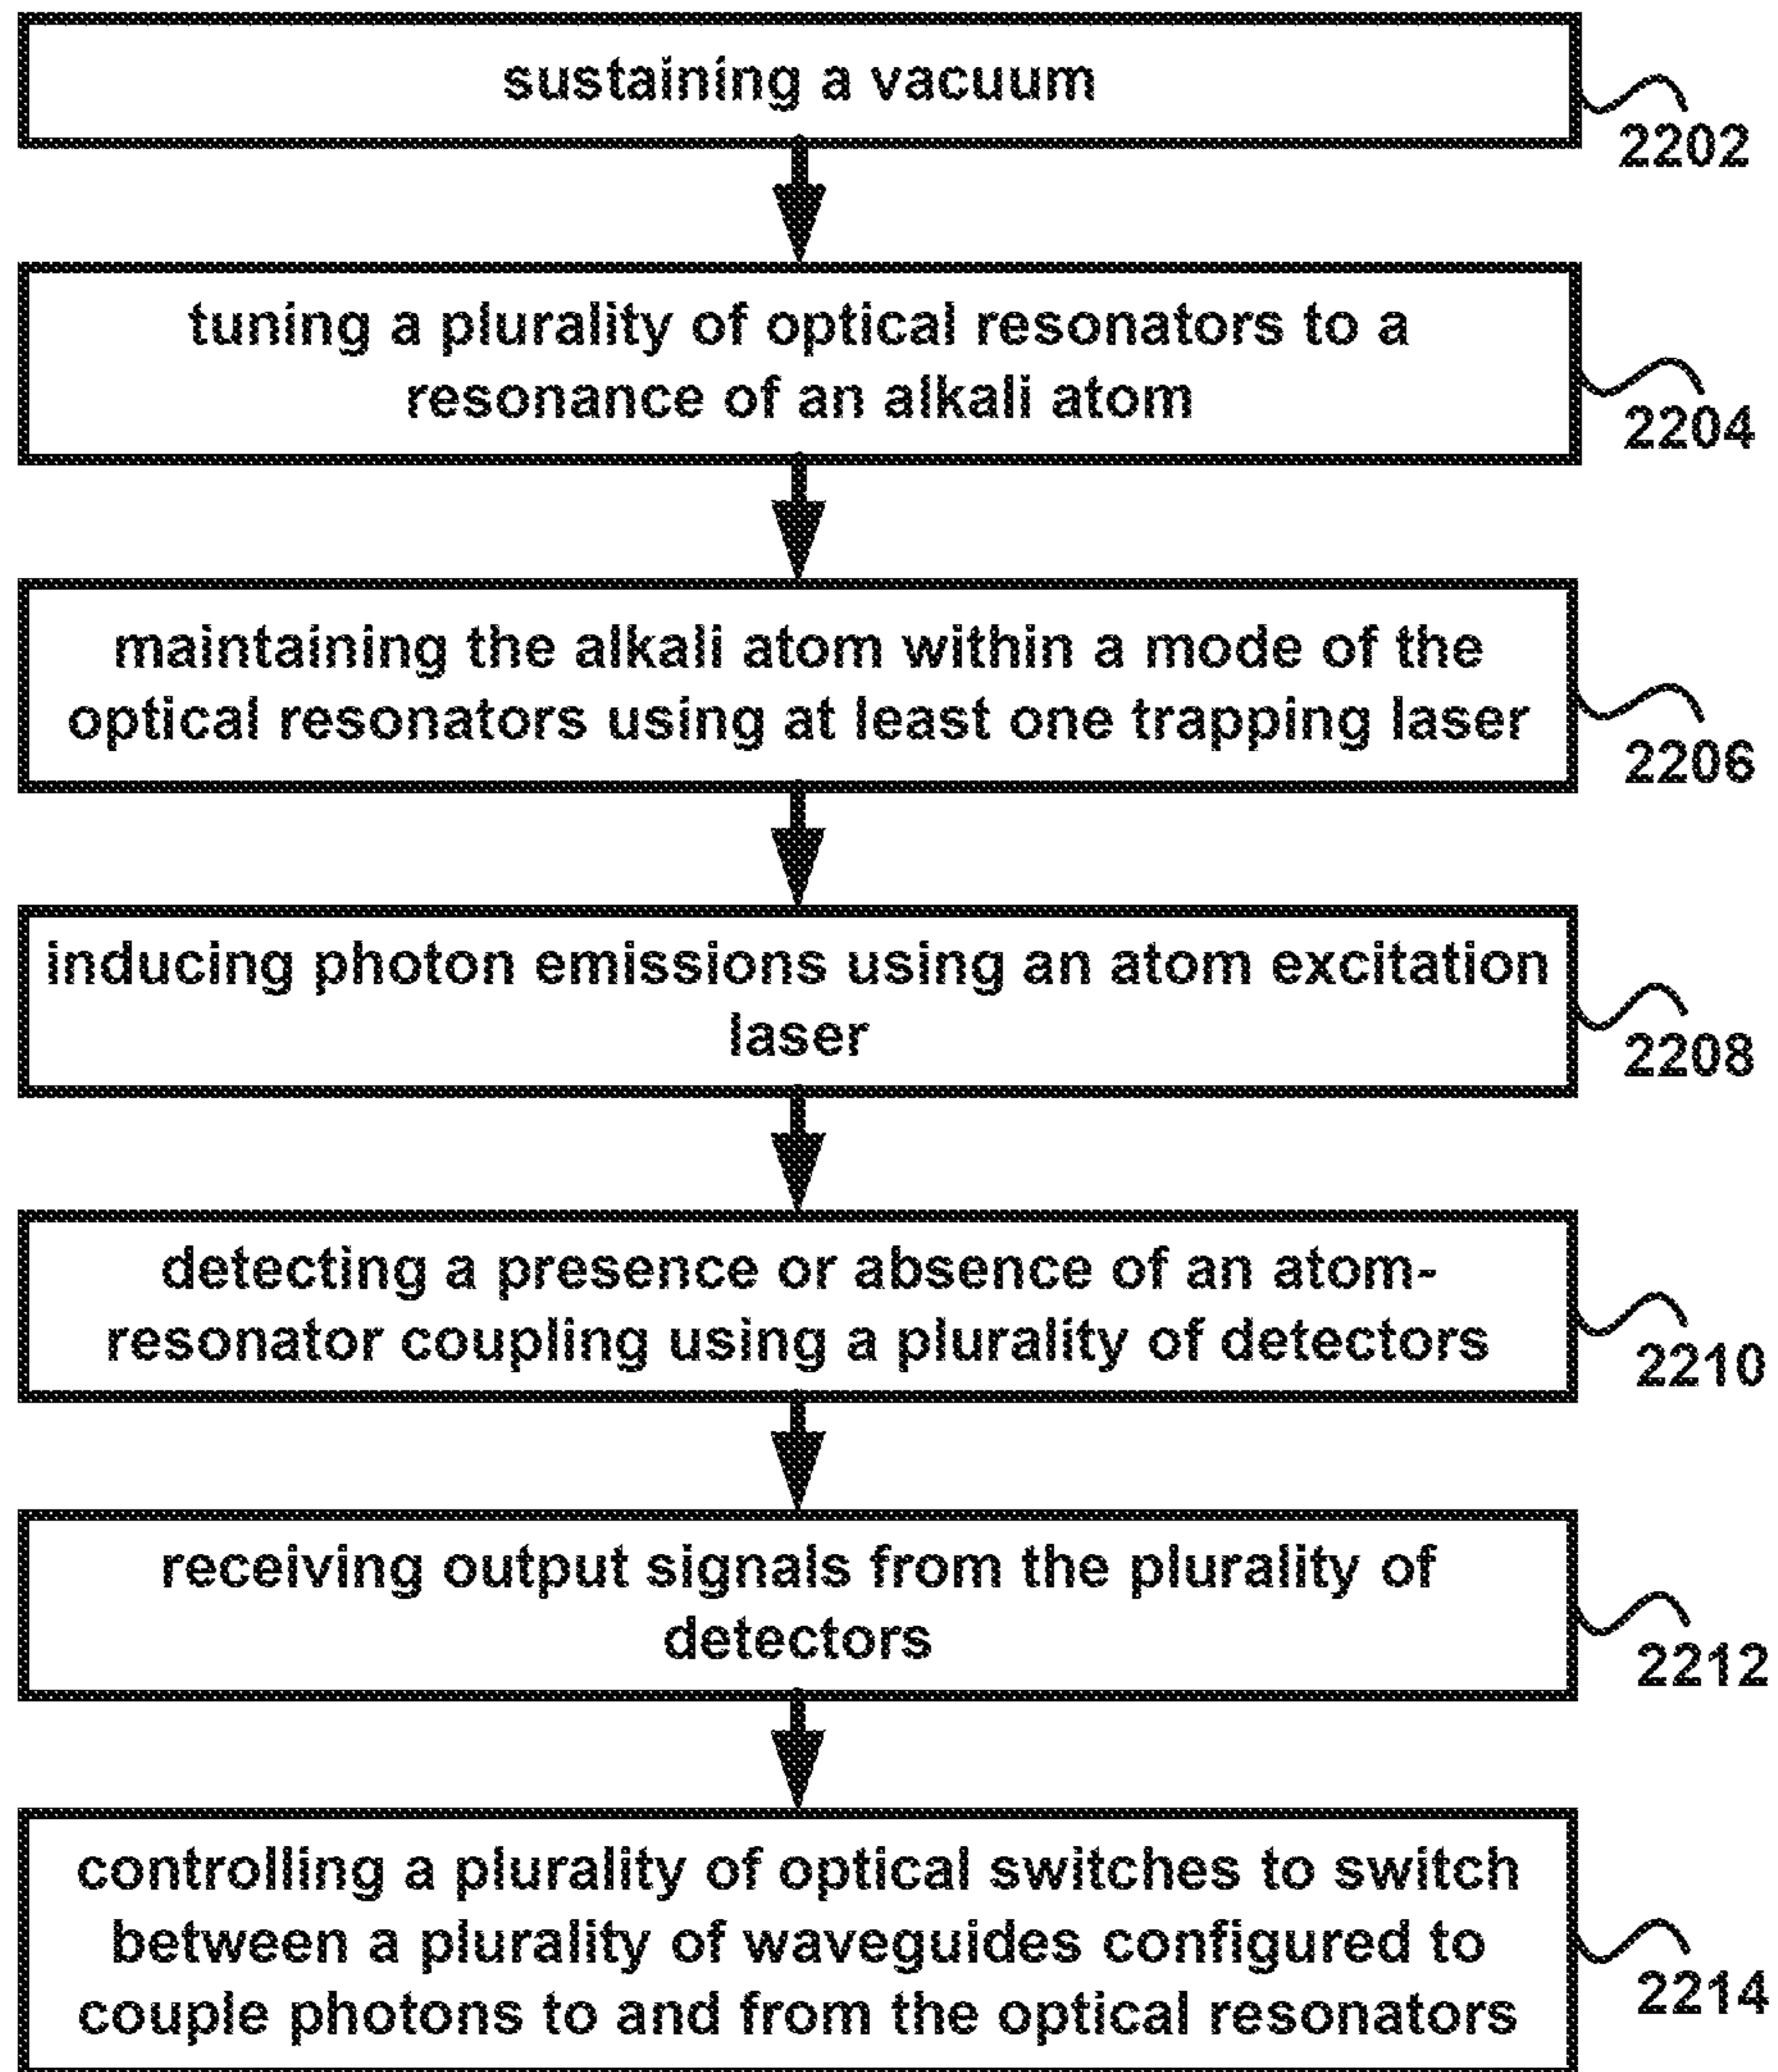 sustaining a vacuum
2202
tuning a plurality of optical resonators to a
resonance of an alkali atom
2204
maintaining the alkali atom within a mode of the
optical resonators using at least one trapping laser
2206
inducing photon emissions using an atom excitation
laser
2208
detecting a presence or absence of an atom-
resonator coupling using a plurality of detectors
2210
receiving output signals from the plurality of
detectors
2212
controlling a plurality of optical switches to switch
between a plurality of waveguides configured to
couple photons to and from the optical resonators
2214